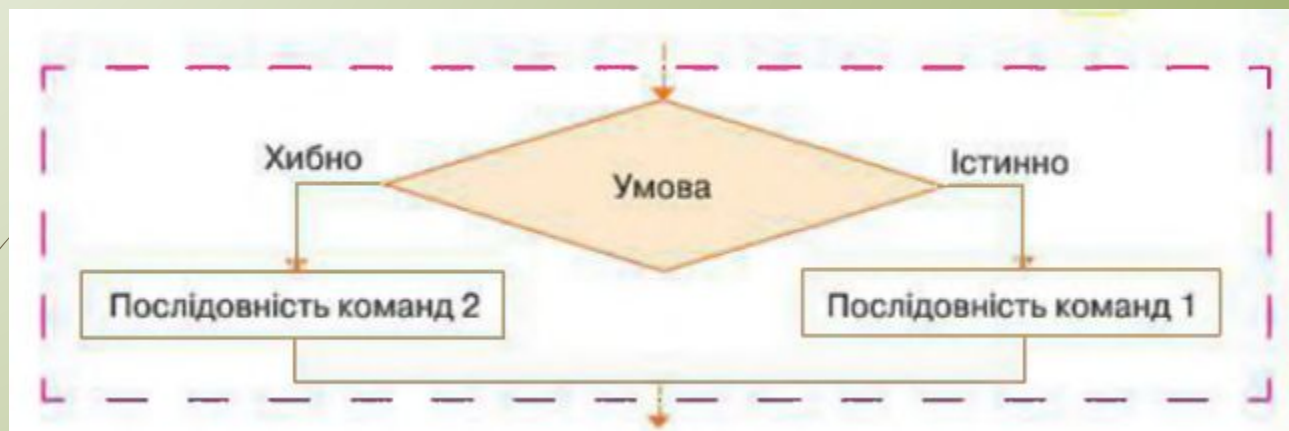 Умова
Хибно
Істинно
Послідовність команд 2
Послідовність команд 1